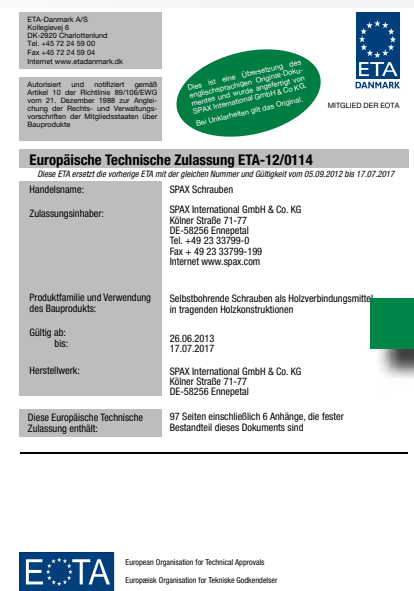 ETA-Danmark A/S
Kollegievej 6
DK-2920 Charlottenlund
Tel. +45 72 24 59 00
Fax +45 72 24 59 04
Internet www.etadanmark.dk
Autorisiert und notifiziert gemäß
Artikel 10 der Richtlinie 89/106/EWG
vom 21. Dezember 1988 zur Anglei-
chung der Rechts- und Verwaltungs-
vorschriften der Mitgliedsstaaten über
Bauprodukte
Dies ist eine Übersetzung des
englischsprachigen Original-Doku-
mentes und wurde angefertigt von
SPAX International GmbH & Co KG.
Bei Unklarheiten gilt das Original.
ETA
DANMARK
MITGLIED DER EOTA
Europäische Technische Zulassung ETA-12/0114
Diese ETA ersetzt die vorherige ETA mit der gleichen Nummer und Gültigkeit vom 05.09.2012 bis 17.07.2017
Handelsname:
SPAX Schrauben
Zulassungsinhaber:
SPAX International GmbH & Co. KG
Kölner Straße 71-77
DE-58256 Ennepetal
Tel. +49 23 33799-0
Fax + 49 23 33799-199
Internet www.spax.com
Produktfamilie und Verwendung
des Bauprodukts:
Selbstbohrende Schrauben als Holzverbindungsmittel
in tragenden Holzkonstruktionen
Gültig ab:
bis:
26.06.2013
17.07.2017
Herstellwerk:
SPAX International GmbH & Co. KG
Kölner Straße 71-77
DE-58256 Ennepetal
Diese Europäische Technische
Zulassung enthält:
97 Seiten einschließlich 6 Anhänge, die fester
Bestandteil dieses Dokuments sind
EOTA
European Organisation for Technical Approvals
Europæisk Organisation for Tekniske Godkendelser